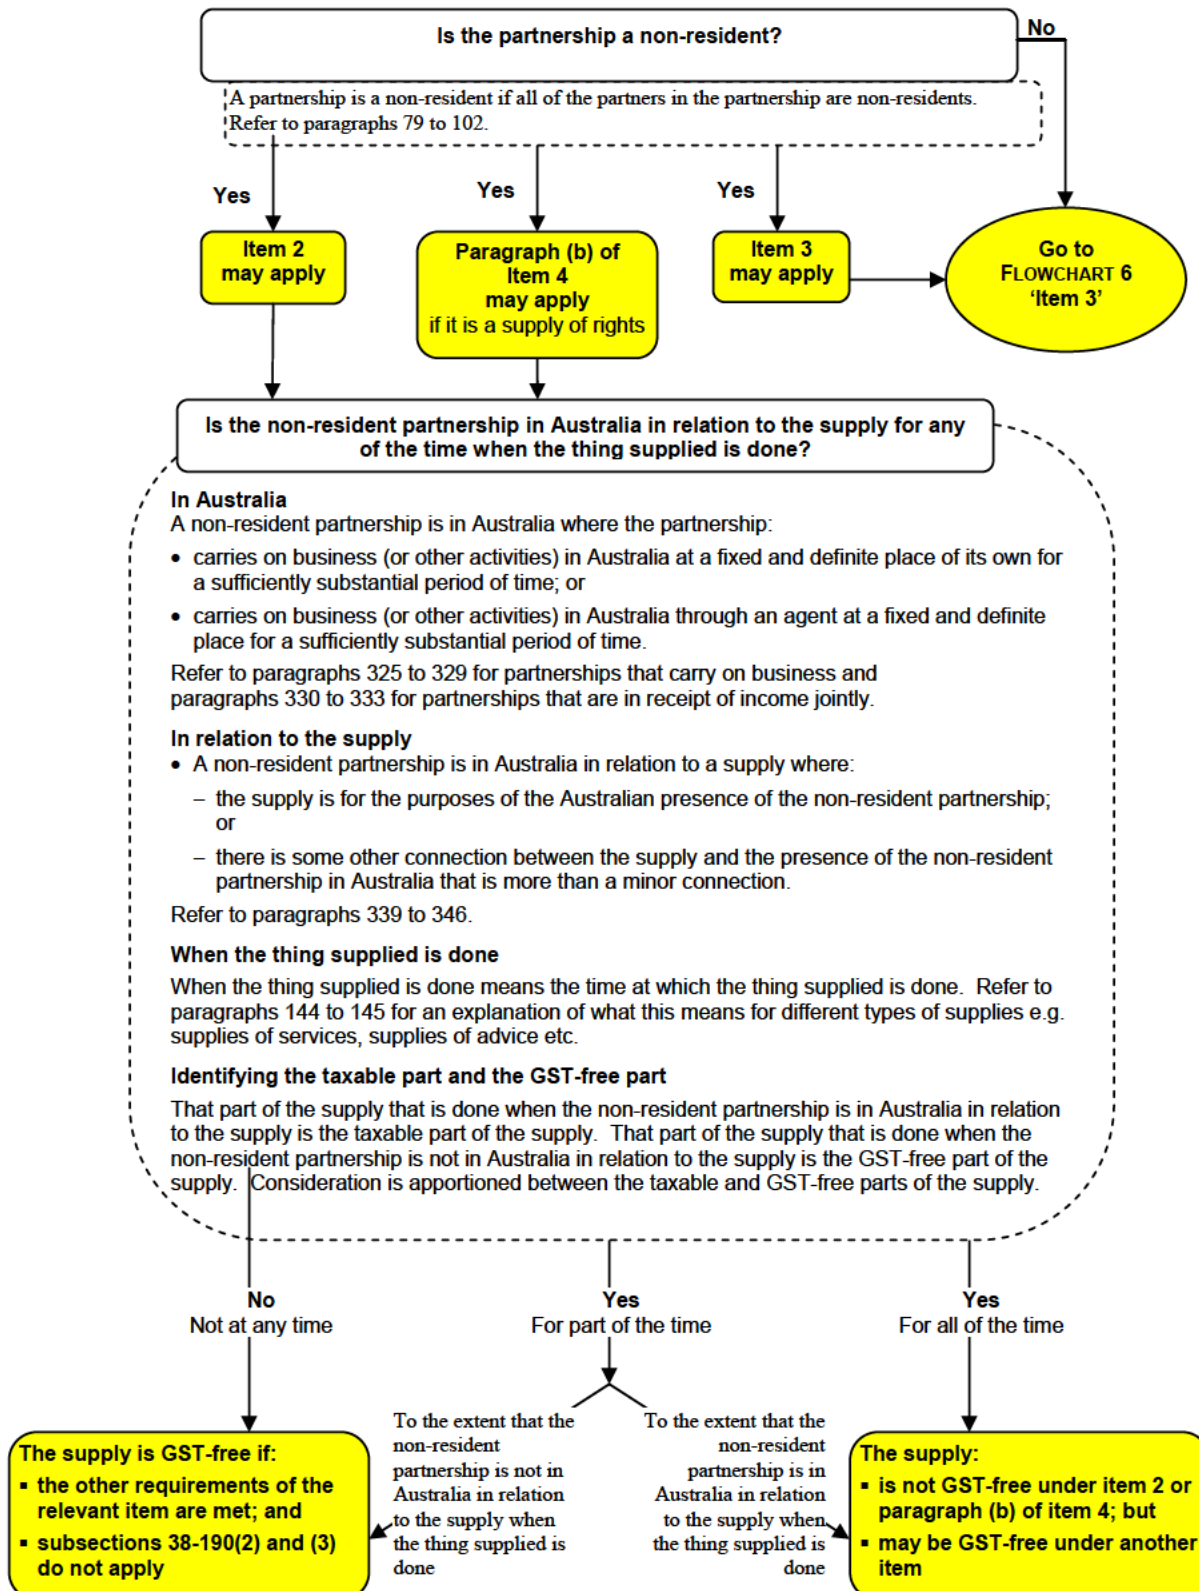 Is the partnership a non-resident?
No
A partnership is a non-resident if all of the partners in the partnership are non-residents.
Refer to paragraphs 79 to 102.
Yes
Yes
Yes
Item 2
may apply
Paragraph (b) of
Item 4
may apply
if it is a supply of rights
Item 3
may apply
Go to
FLOWCHART 6
‘Item 3’
Is the non-resident partnership in Australia in relation to the supply for any
of the time when the thing supplied is done?
In Australia
A non-resident partnership is in Australia where the partnership:
• carries on business (or other activities) in Australia at a fixed and definite place of its own for
a sufficiently substantial period of time; or
• carries on business (or other activities) in Australia through an agent at a fixed and definite
place for a sufficiently substantial period of time.
Refer to paragraphs 325 to 329 for partnerships that carry on business and
paragraphs 330 to 333 for partnerships that are in receipt of income jointly.
In relation to the supply
• A non-resident partnership is in Australia in relation to a supply where:
– the supply is for the purposes of the Australian presence of the non-resident partnership;
or
– there is some other connection between the supply and the presence of the non-resident
partnership in Australia that is more than a minor connection.
Refer to paragraphs 339 to 346.
When the thing supplied is done
When the thing supplied is done means the time at which the thing supplied is done. Refer to
paragraphs 144 to 145 for an explanation of what this means for different types of supplies e.g.
supplies of services, supplies of advice etc.
Identifying the taxable part and the GST-free part
That part of the supply that is done when the non-resident partnership is in Australia in relation
to the supply is the taxable part of the supply. That part of the supply that is done when the
non-resident partnership is not in Australia in relation to the supply is the GST-free part of the
supply. Consideration is apportioned between the taxable and GST-free parts of the supply.
No
Not at any time
Yes
For part of the time
Yes
For all of the time
The supply is GST-free if:
▪ the other requirements of the
relevant item are met; and
▪ subsections 38-190(2) and (3)
do not apply
To the extent that the
non-resident
partnership is not in
Australia in relation
to the supply when
the thing supplied is
done
To the extent that the
non-resident
partnership is in
Australia in relation
to the supply when
the thing supplied is
done
The supply:
▪ is not GST-free under item 2 or
paragraph (b) of item 4; but
▪ may be GST-free under another
item